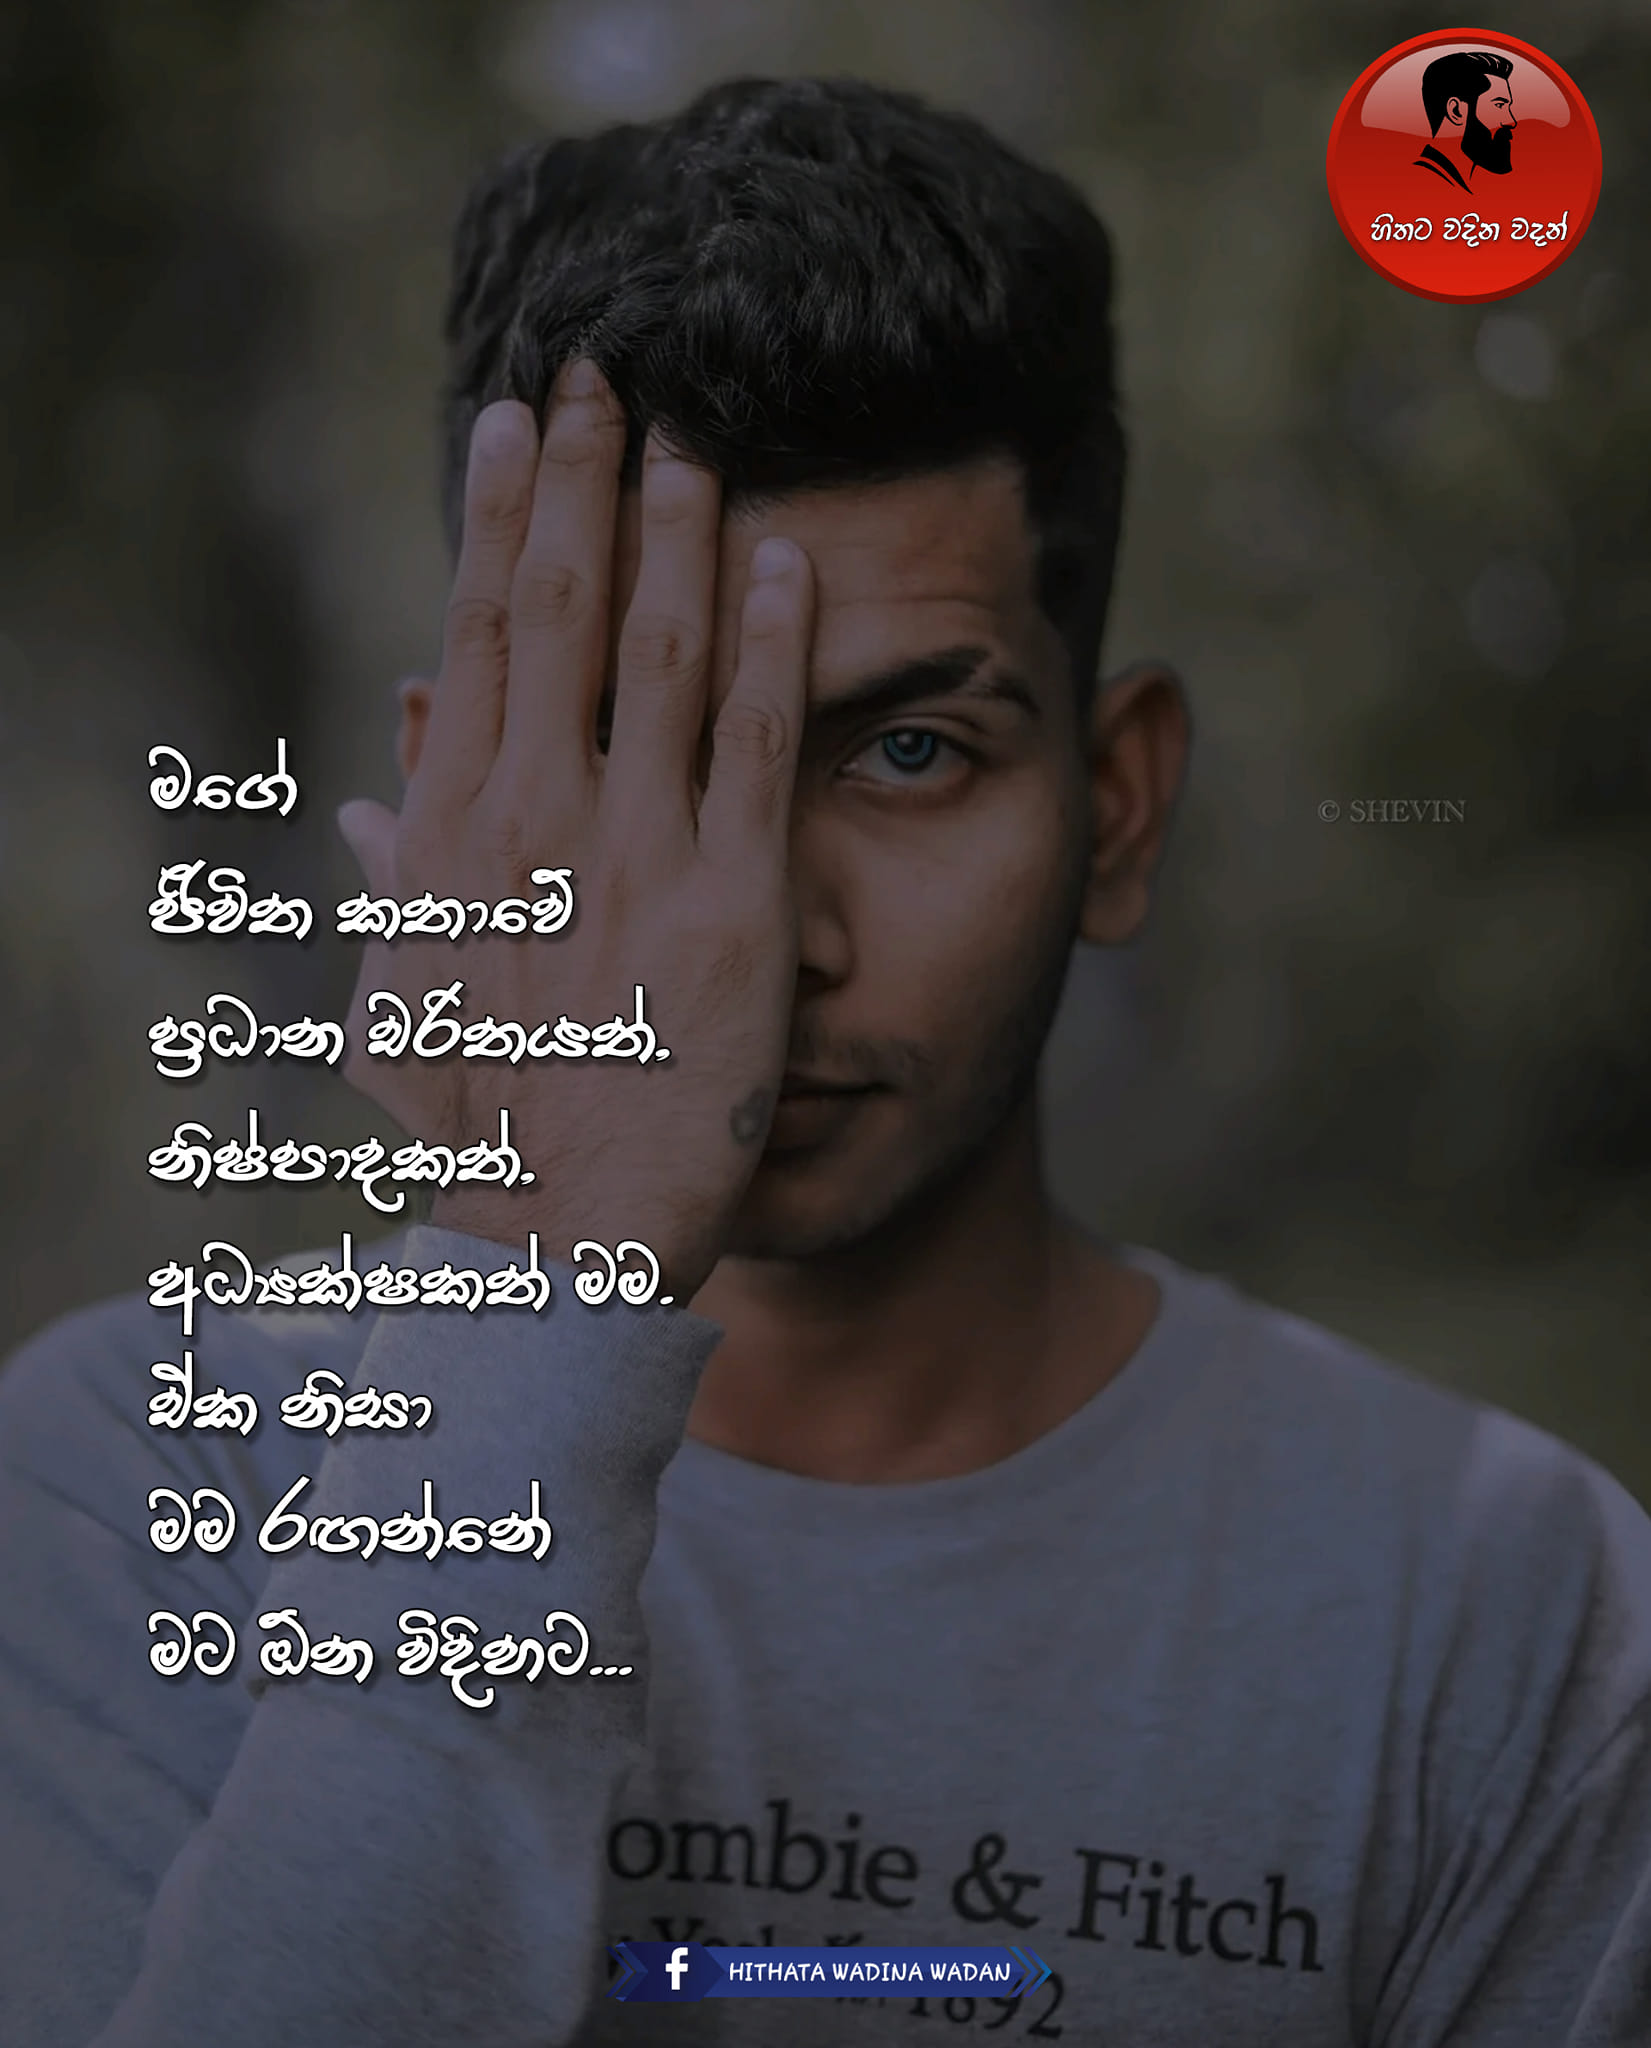 හිතට වදින වදන්
මගේ
ජීවිත කතාවේ
© SHEVIN
ප්‍රධාන චරිතයත්,
නිෂ්පාදකත්,
අධ්‍යක්ෂකත් මම.
ඒක නිසා
මම රඟන්නේ
මට ඕන විදිහට...
ombie & Fitch
f HITHATA WADINA WADAN
1892